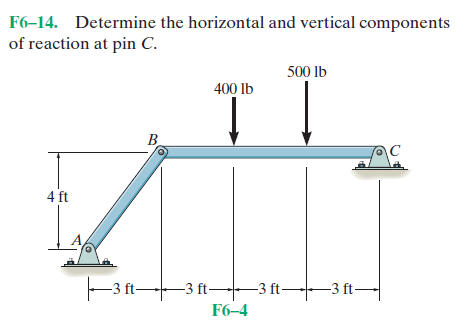 F6–14. Determine the horizontal and vertical components
of reaction at pin C.
500 lb
400 lb
B
C
4 ft
A
3 ft 3 ft 3 ft 3 ft
F6–4